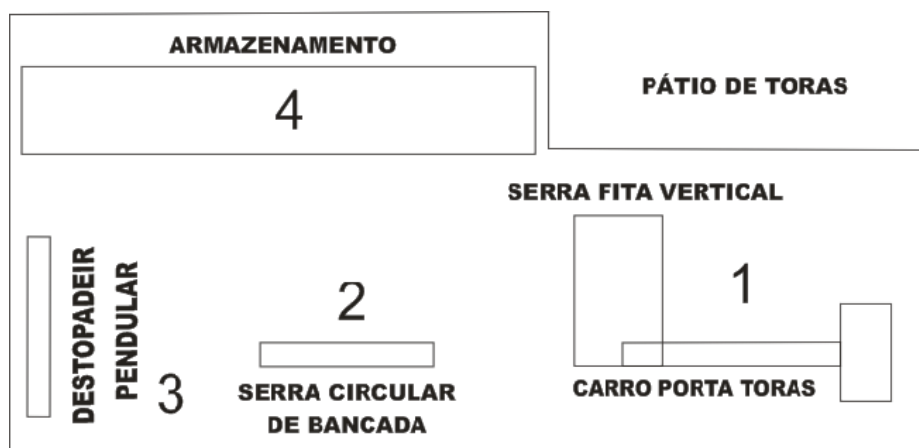 ARMAZENAMENTO
4
PÁTIO DE TORAS
SERRA FITA VERTICAL
1
CARRO PORTA TORAS
2
SERRA CIRCULAR
DE BANCADA
DESTOPADEIR
PENDULAR
3